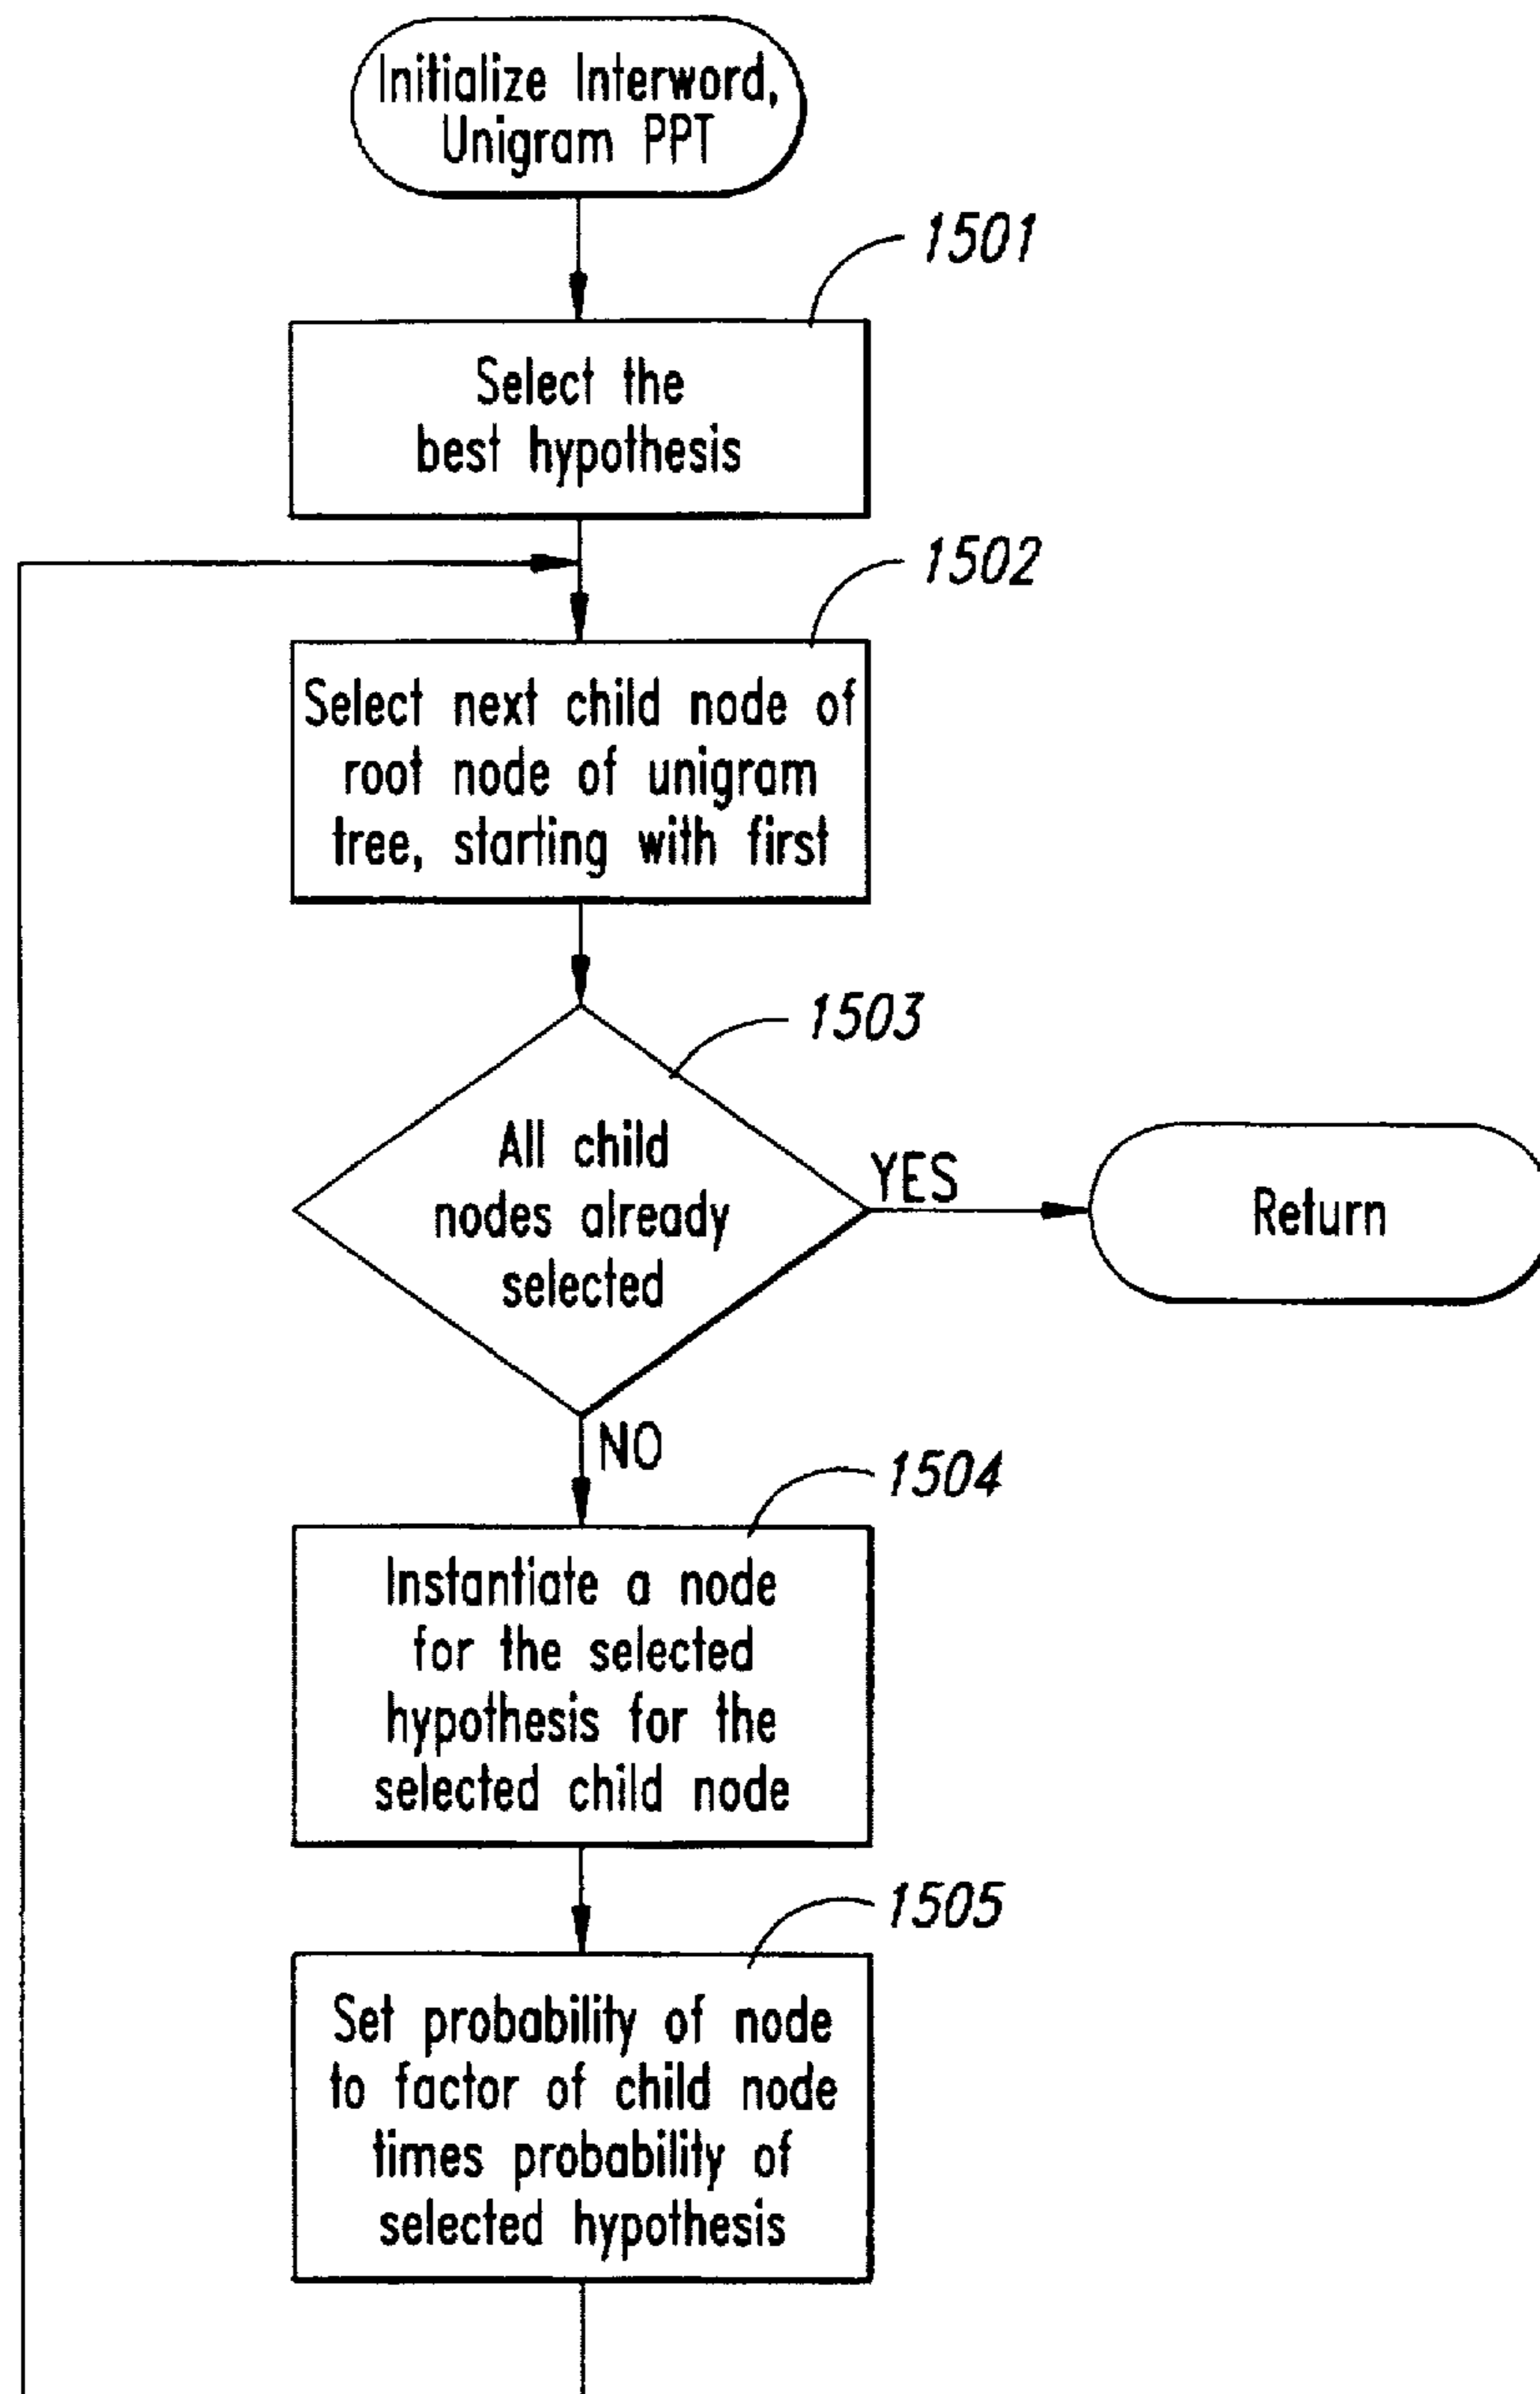 Initialize Interword,
Unigram PPT
1501
Select the
best hypothesis
1502
Select next child node of
root node of unigram
tree, starting with first
1503
All child
nodes already
selected
YES
Return
NO
1504
Instantiate a node
for the selected
hypothesis for the
selected child node
1505
Set probability of node
to factor of child node
times probability of
selected hypothesis